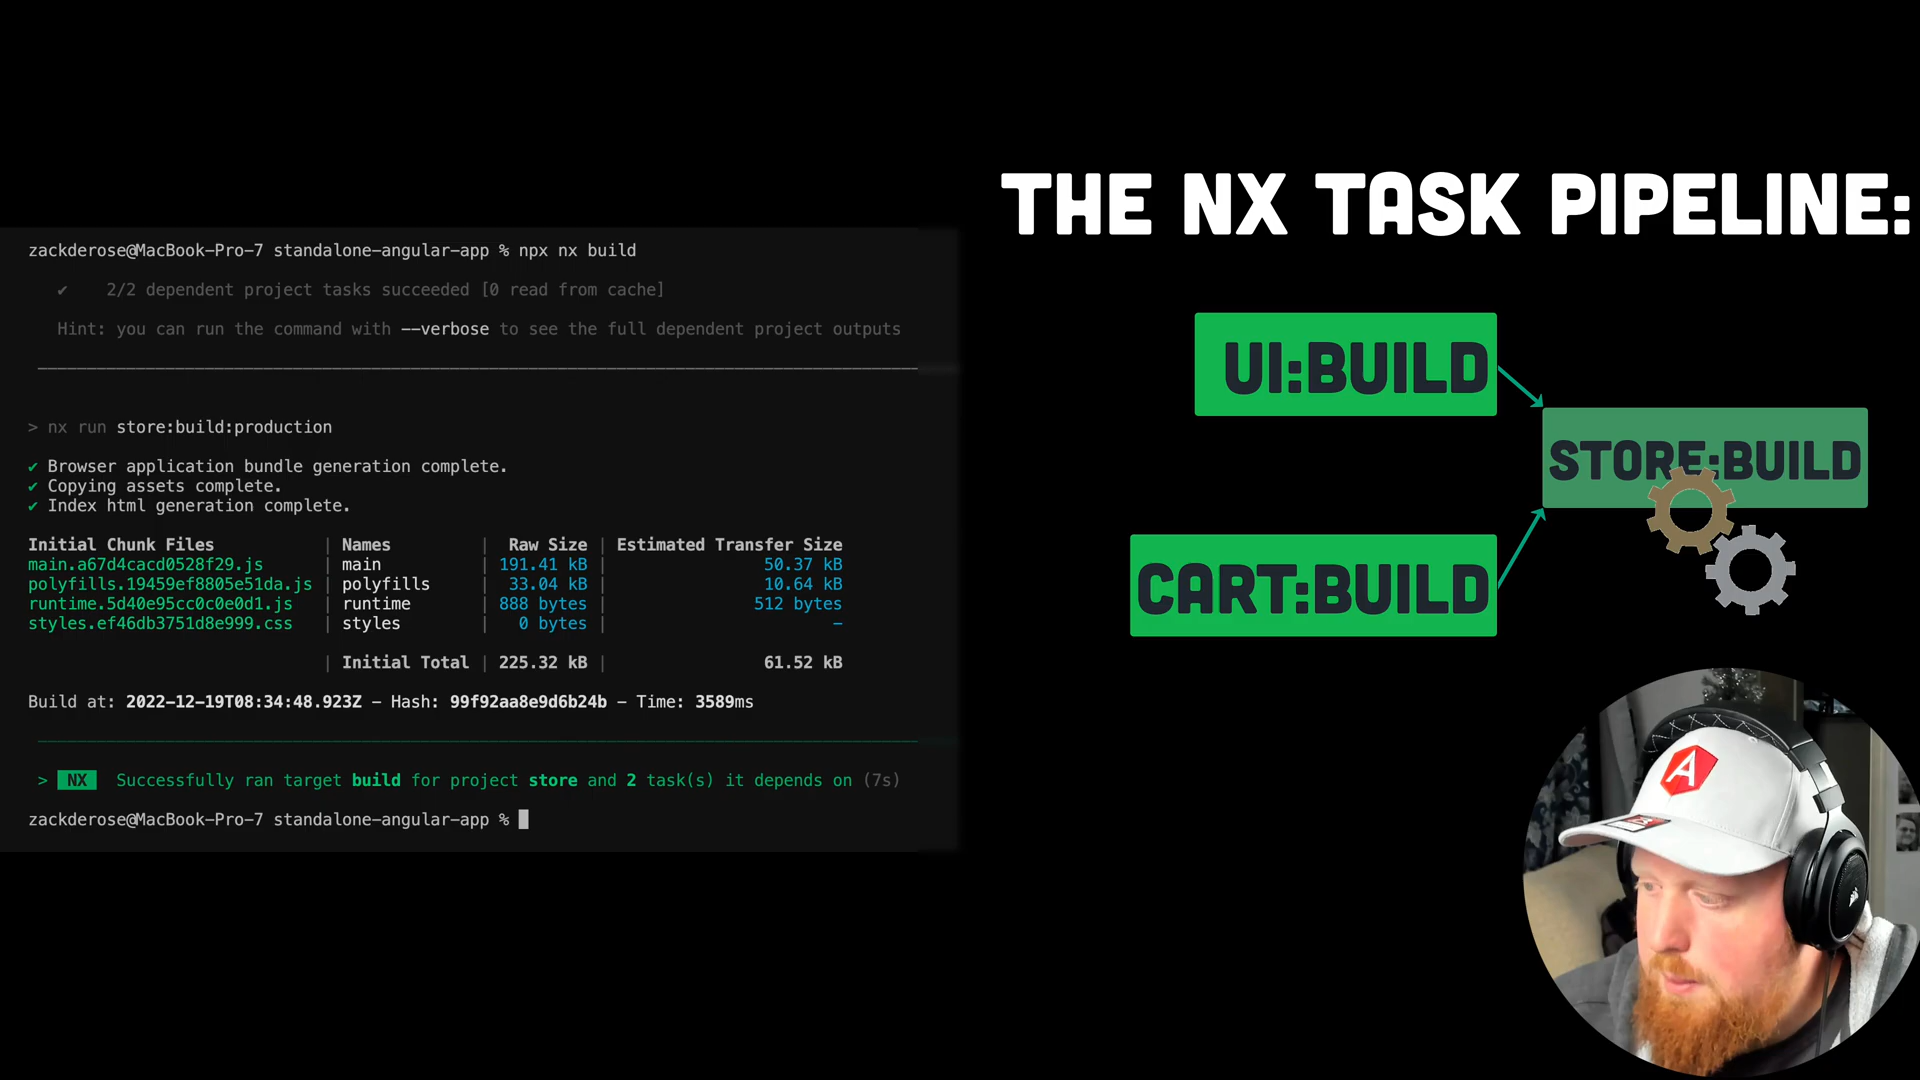 zackderose@MacBook-Pro-7 standalone-angular-app % npx nx build
✔ 2/2 dependent project tasks succeeded [0 read from cache]
Hint: you can run the command with --verbose to see the full dependent project outputs
> nx run store:build:production
✔ Browser application bundle generation complete.
✔ Copying assets complete.
✔ Index html generation complete.
Initial Chunk Files | Names | Raw Size | Estimated Transfer Size
main.a67d4cacd0528f29.js | main | 191.41 kB | 50.37 kB
polyfills.19459ef8805e51da.js | polyfills | 33.04 kB | 10.64 kB
runtime.5d40e95cc0c0e0d1.js | runtime | 888 bytes | 512 bytes
styles.ef46db3751d8e999.css | styles | 0 bytes | -
| Initial Total | 225.32 kB | 61.52 kB
Build at: 2022-12-19T08:34:48.923Z - Hash: 99f92aa8e9d6b24b - Time: 3589ms
> NX Successfully ran target build for project store and 2 task(s) it depends on (7s)
zackderose@MacBook-Pro-7 standalone-angular-app %
THE NX TASK PIPELINE:
UI:BUILD
STORE:BUILD
CART:BUILD
A